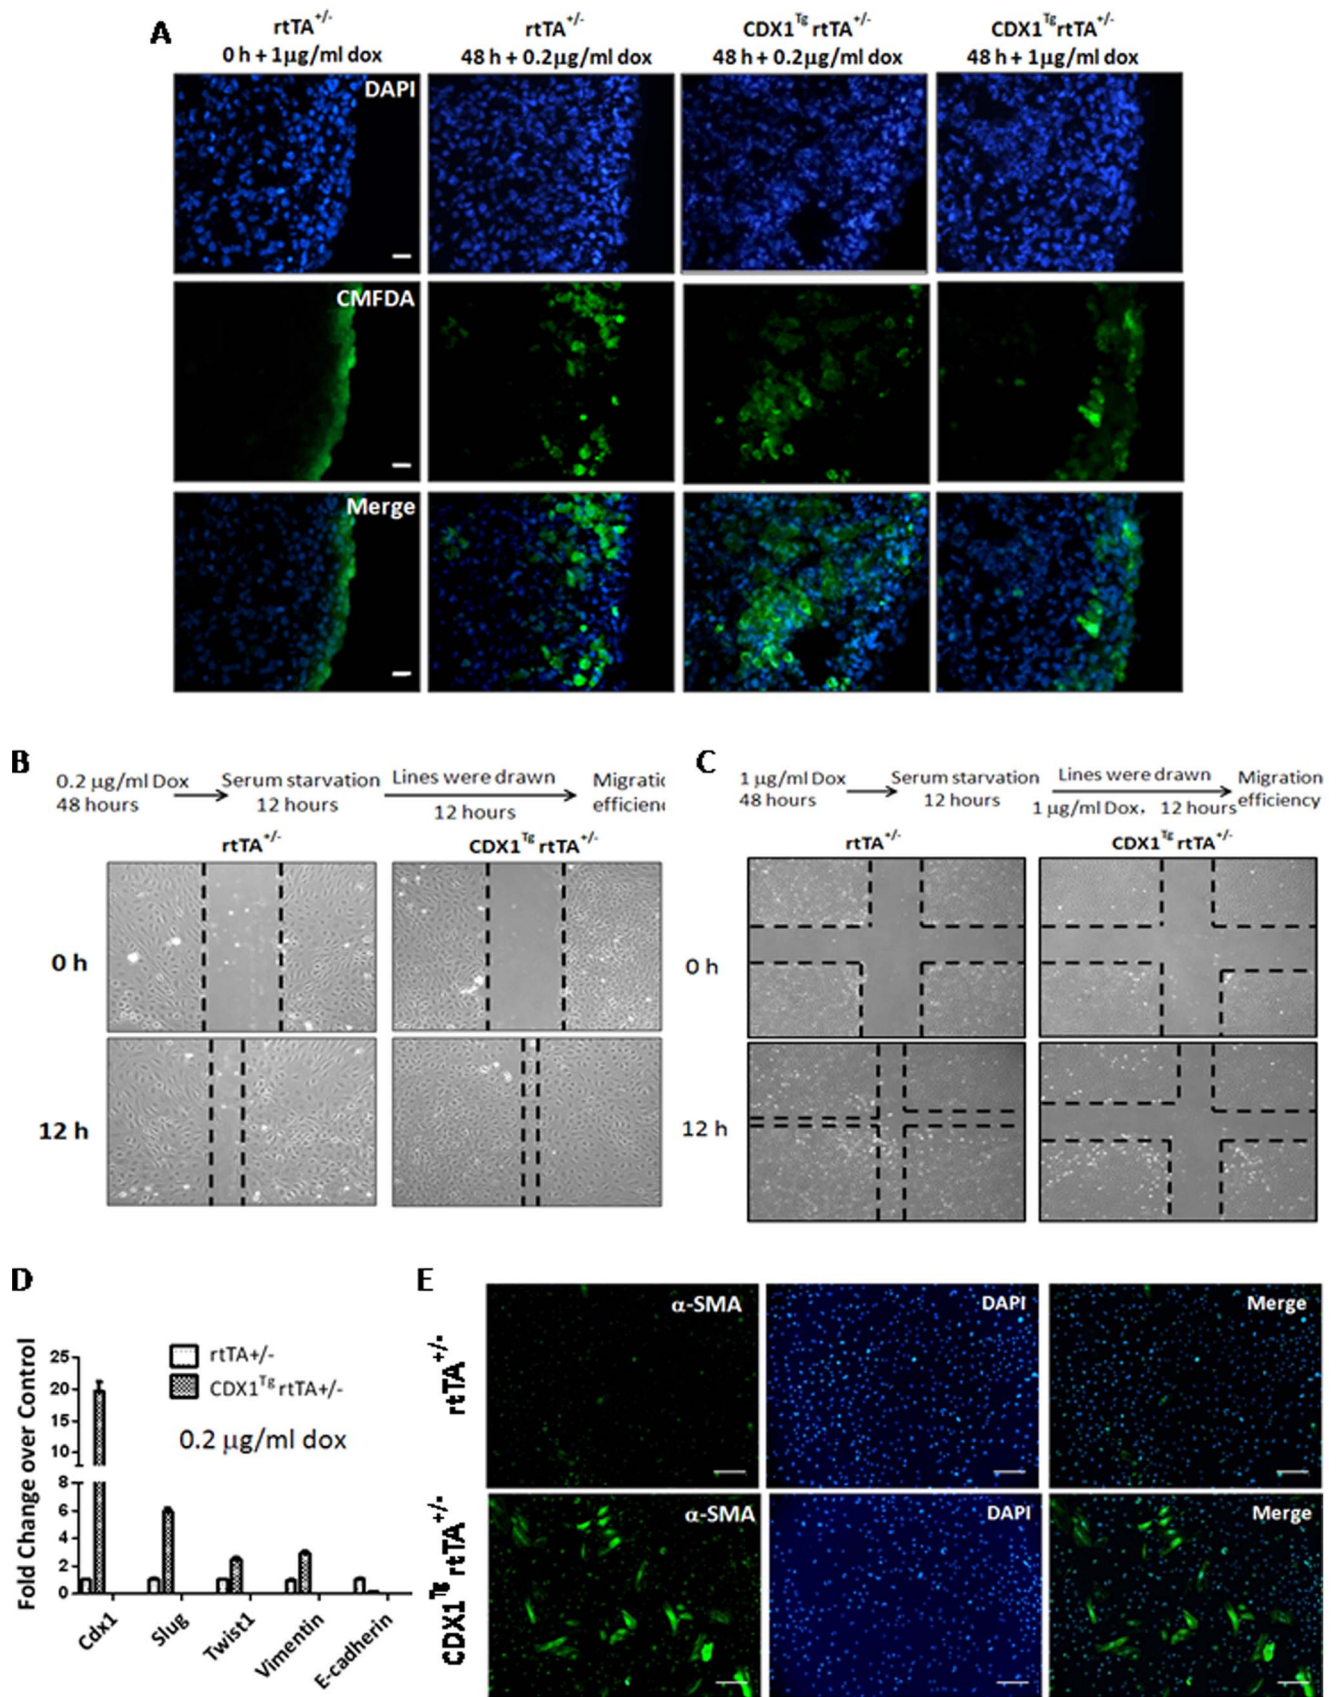 A
rtTA+/-
0 h + 1µg/ml dox
rtTA+/-
48 h + 0.2µg/ml dox
CDX1Tg rtTA+/-
48 h + 0.2µg/ml dox
CDX1Tg rtTA+/-
48 h + 1µg/ml dox
DAPI
CMFDA
Merge
B
0.2 µg/ml Dox
48 hours
Serum starvation
12 hours
Lines were drawn
12 hours
rtTA+/-
CDX1Tg rtTA+/-
0 h
12 h
C
1 µg/ml Dox
48 hours
Serum starvation
12 hours
Lines were drawn
1 µg/ml Dox, 12 hours
Migration
efficiency
rtTA+/-
CDX1Tg rtTA+/-
0 h
12 h
D
Fold Change over Control
25
20
15
10
8
6
4
2
0
rtTA+/-
CDX1Tg rtTA+/-
0.2 µg/ml dox
Cdx1
Slug
Twist1
Vimentin
E-cadherin
E
rtTA+/-
α-SMA
DAPI
Merge
CDX1Tg rtTA+/-
α-SMA
DAPI
Merge